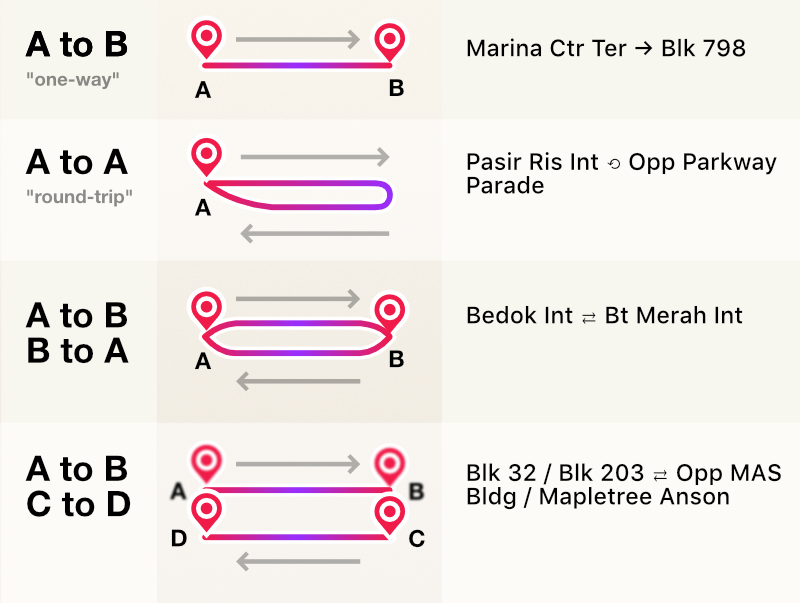 A to B
"one-way"
A
B
Marina Ctr Ter → Blk 798
A to A
"round-trip"
A
Pasir Ris Int ⟲ Opp Parkway
Parade
A to B
B to A
A
B
Bedok Int ⇄ Bt Merah Int
A to B
C to D
A
B
D
C
Blk 32 / Blk 203 ⇄ Opp MAS
Bldg / Mapletree Anson